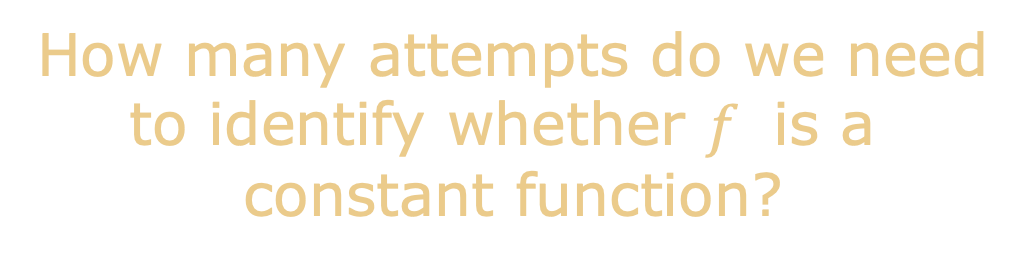 How many attempts do we need
to identify whether f is a
constant function?